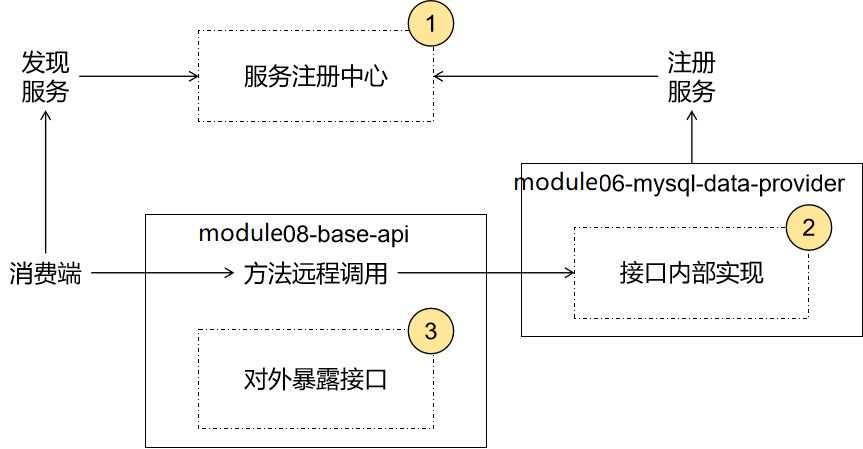 1
发现
服务
服务注册中心
注册
服务
module06-mysql-data-provider
2
module08-base-api
消费端
方法远程调用
接口内部实现
3
对外暴露接口